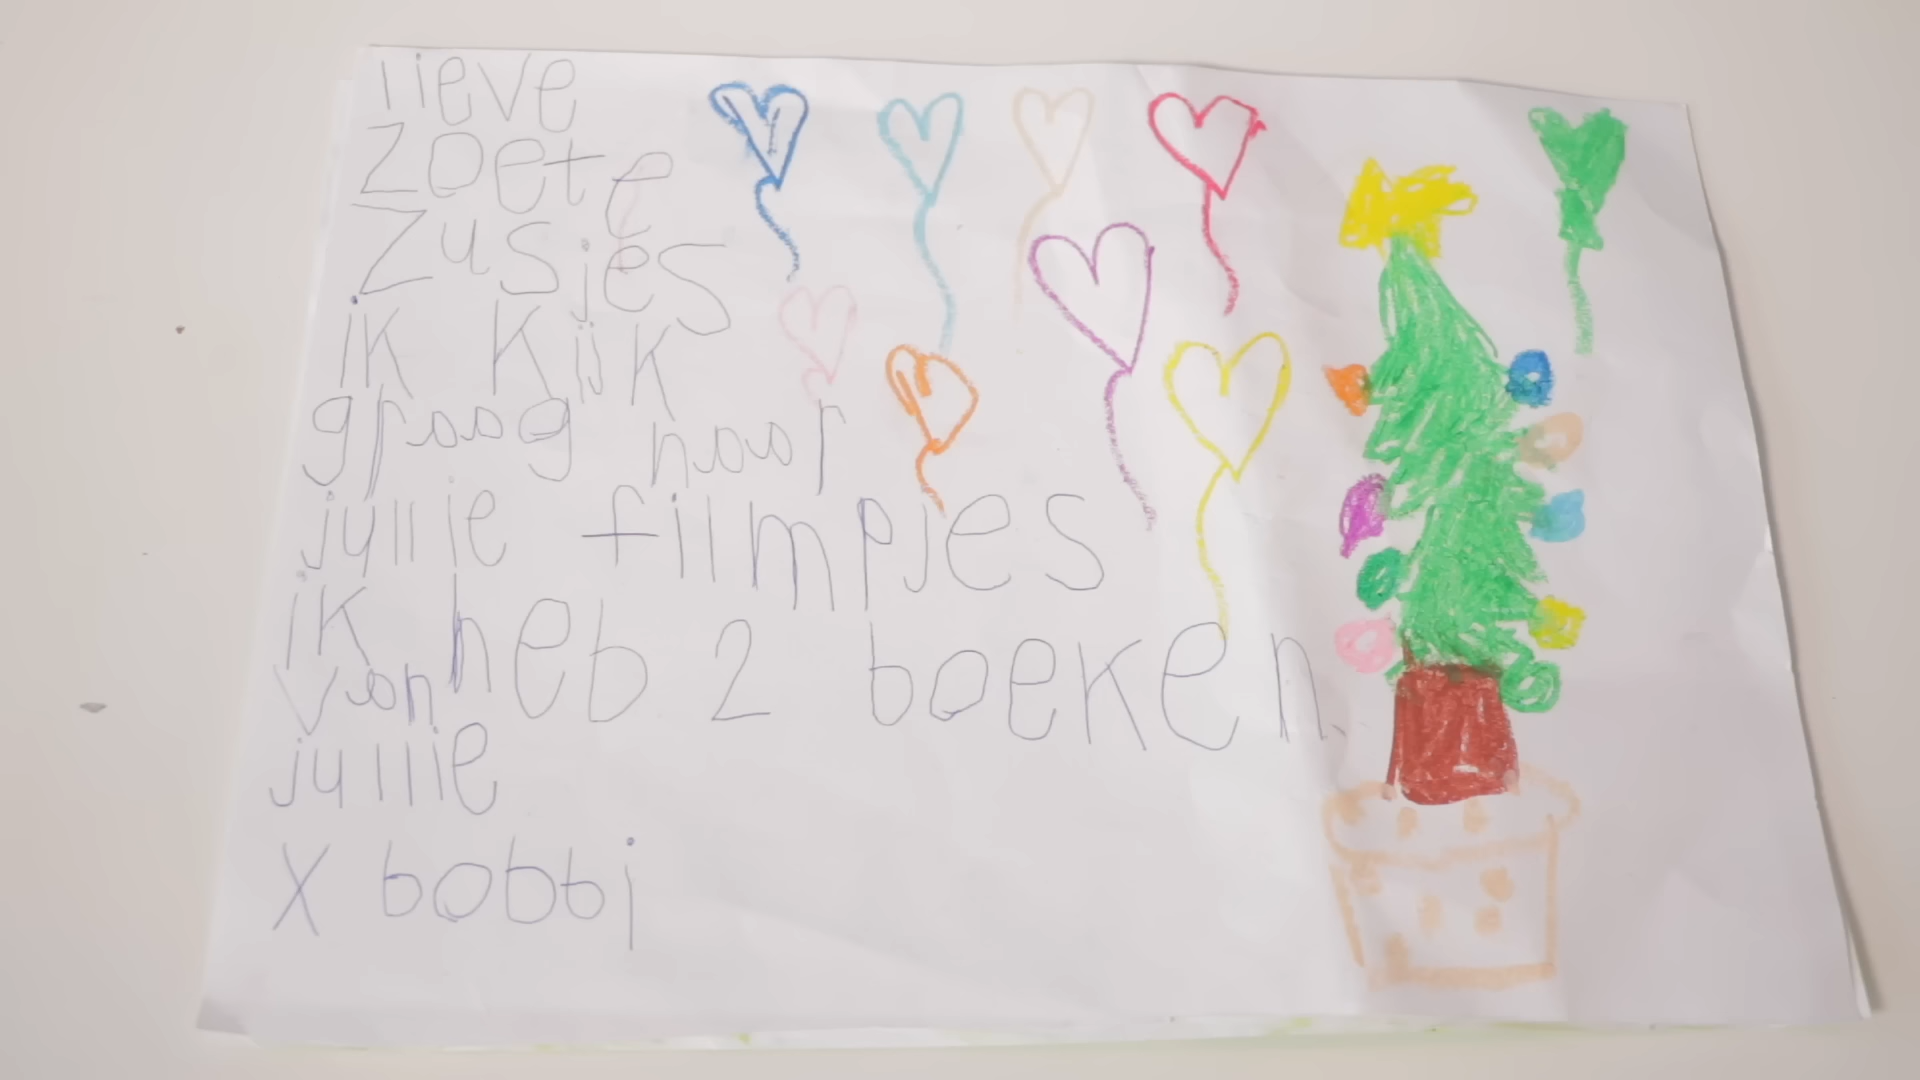 lieve
zoete
zusjes
ik kijk
graag naar
jullie filmpjes
ik heb 2 boeken
van
jullie
x bobbi